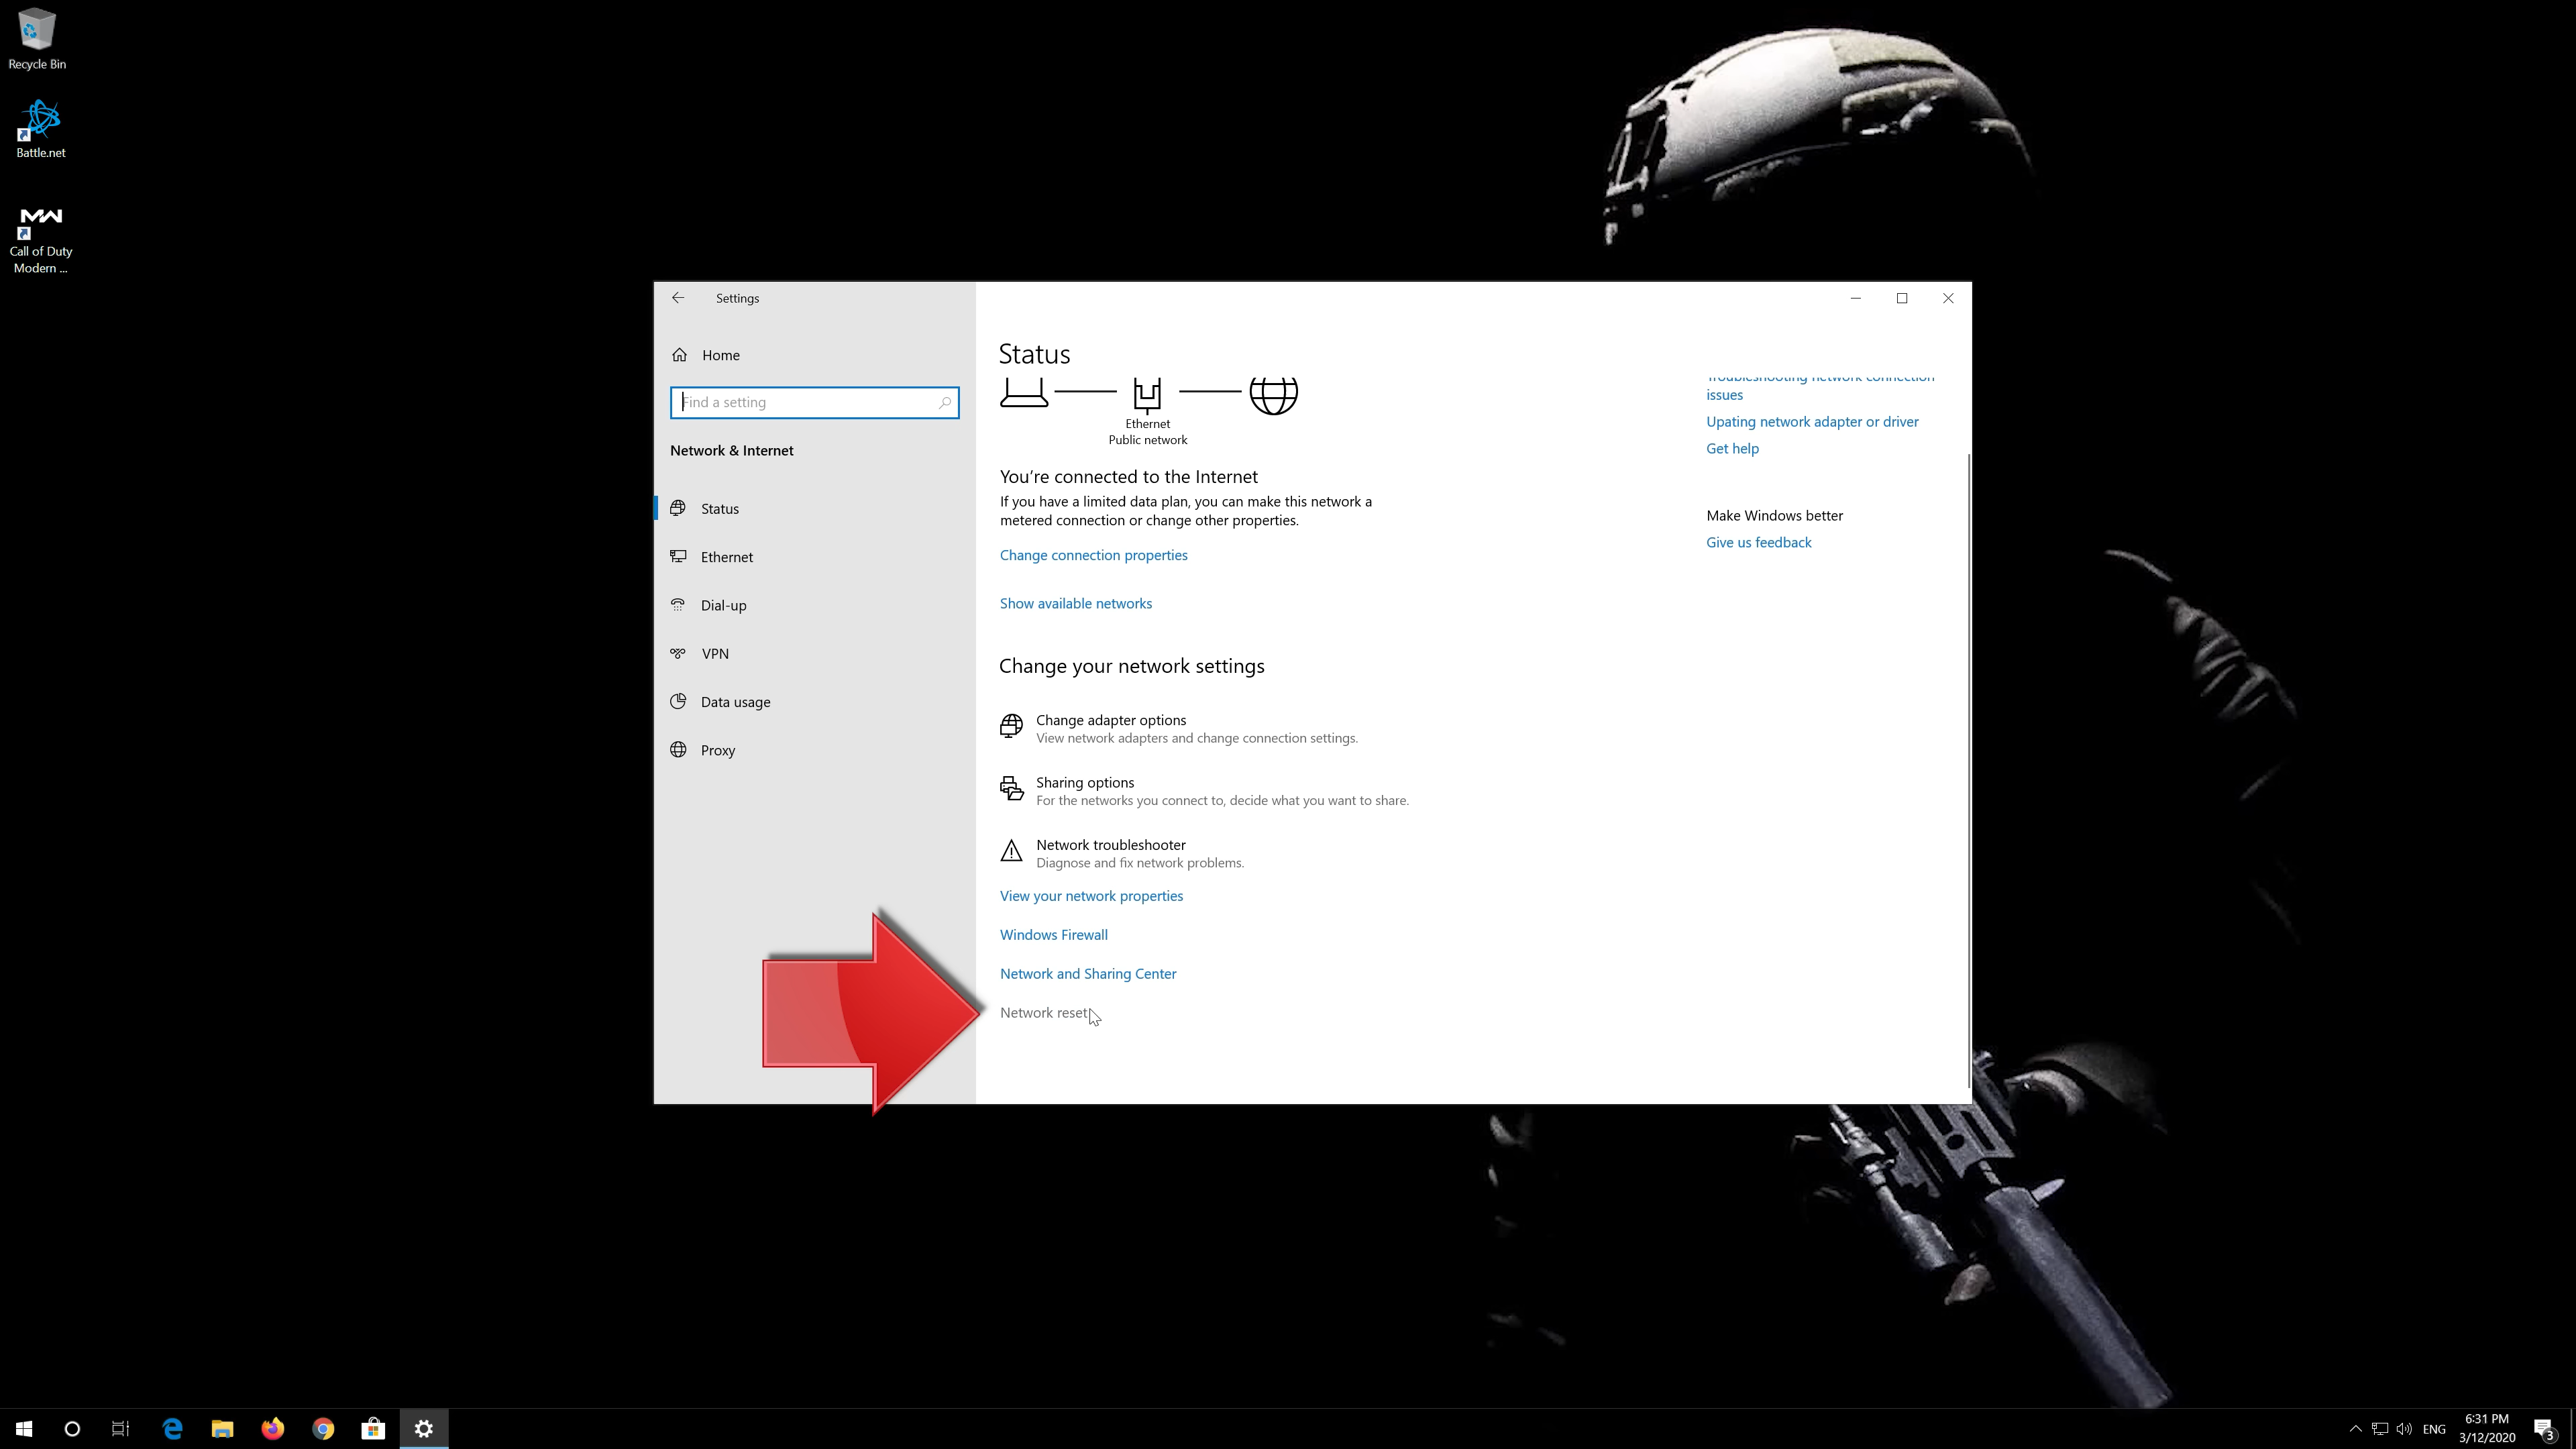 Recycle Bin
Battle.net
MW
Call of Duty
Modern ...
Settings
Home
Find a setting
Network & Internet
Status
Ethernet
Dial-up
VPN
Data usage
Proxy
Status
Ethernet
Public network
You're connected to the Internet
If you have a limited data plan, you can make this network a
metered connection or change other properties.
Change connection properties
Show available networks
Change your network settings
Change adapter options
View network adapters and change connection settings.
Sharing options
For the networks you connect to, decide what you want to share.
Network troubleshooter
Diagnose and fix network problems.
View your network properties
Windows Firewall
Network and Sharing Center
Network reset
Troubleshooting network connection
issues
Upating network adapter or driver
Get help
Make Windows better
Give us feedback
ENG
6:31 PM
3/12/2020
3